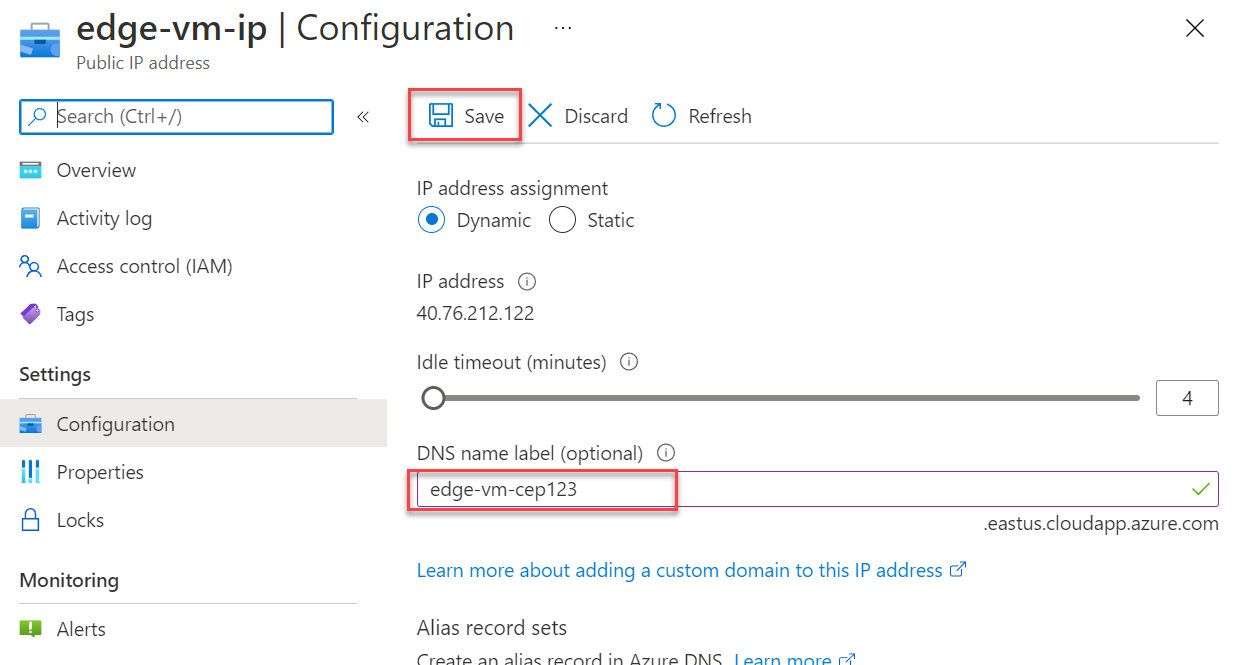 edge-vm-ip | Configuration ...
Public IP address
Search (Ctrl+/)
«
Overview
Activity log
Access control (IAM)
Tags
Settings
Configuration
Properties
Locks
Monitoring
Alerts
Save Discard Refresh
IP address assignment
Dynamic Static
IP address
40.76.212.122
Idle timeout (minutes)
4
DNS name label (optional)
edge-vm-cep123
.eastus.cloudapp.azure.com
Learn more about adding a custom domain to this IP address
Alias record sets
Create an alias record in Azure DNS. Learn more